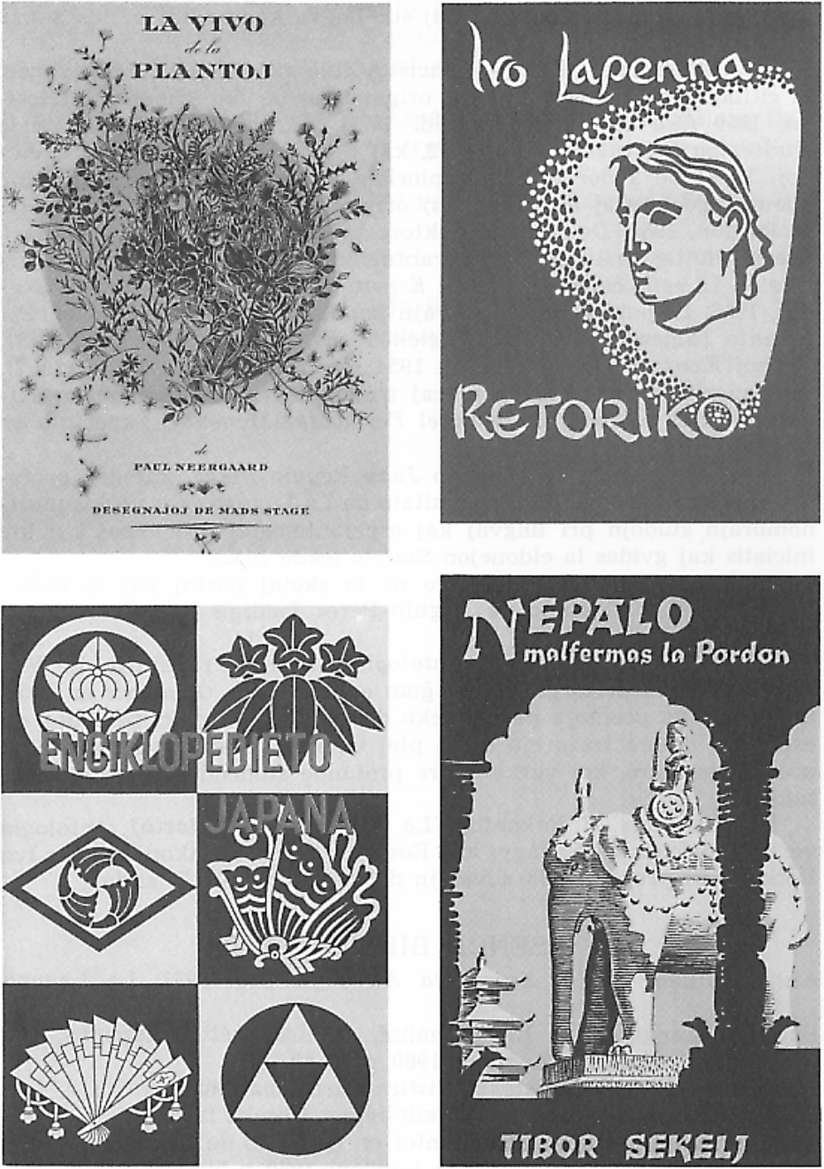 LA VIVO
de la
PLANTOJ
de
PAUL NEERGAARD
DESEGNAJOJ DE MADS STAGE
Ivo Lapenna
RETORIKO
ENCIKLOPEDIETO
JAPANA
NEPALO
malfermas la Pordon
TIBOR SEKELJ